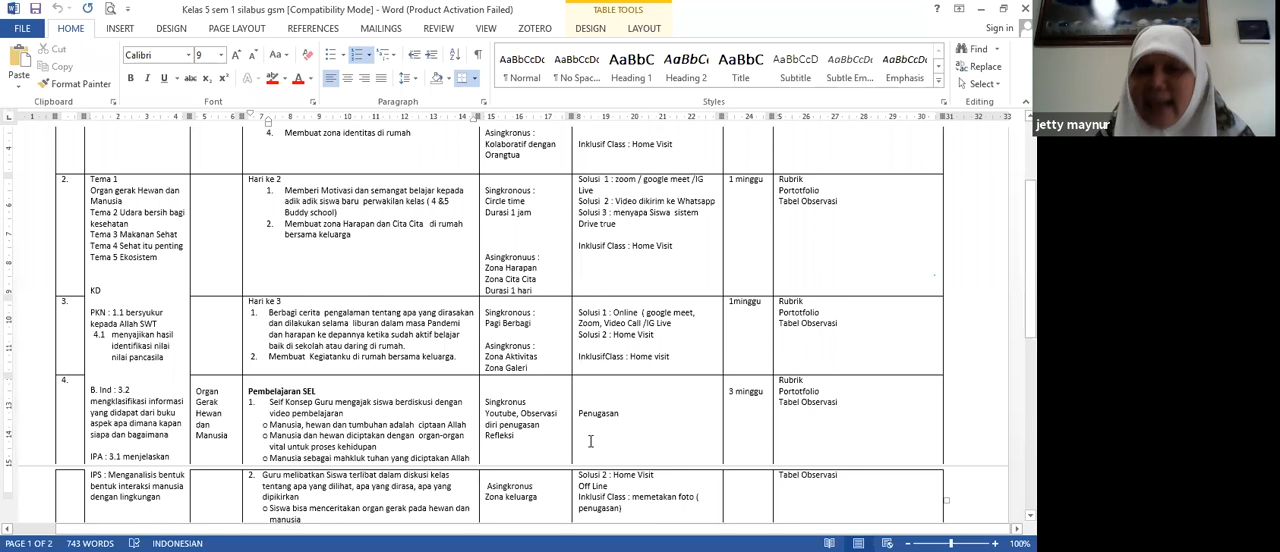 Kelas 5 sem 1 silabus gsm [Compatibility Mode] - Word (Product Activation Failed)
TABLE TOOLS
FILE HOME INSERT DESIGN PAGE LAYOUT REFERENCES MAILINGS REVIEW VIEW ZOTERO DESIGN LAYOUT Sign in
Paste
Cut
Copy
Format Painter
Clipboard
Calibri 9
Font
Paragraph
AaBbCcDc AaBbCcDc AaBbC AaBbCc AaBbC AaBbCcD AaBbCcDc AaBbCcDc
¶ Normal ¶ No Spac... Heading 1 Heading 2 Title Subtitle Subtle Em... Emphasis
Styles
Find
Replace
Select
Editing
jetty maynur
4. Membuat zona identitas di rumah
Asingkronous :
Kolaboratif dengan
Orangtua
Inklusif Class : Home Visit
2.
Tema 1
Organ gerak Hewan dan
Manusia
Tema 2 Udara bersih bagi
kesehatan
Tema 3 Makanan Sehat
Tema 4 Sehat itu penting
Tema 5 Ekosistem
KD
Hari ke 2
1. Memberi Motivasi dan semangat belajar kepada
adik adik siswa baru perwakilan kelas ( 4 &5
Buddy school)
2. Membuat zona Harapan dan Cita Cita di rumah
bersama keluarga
Singkronous :
Circle time
Durasi 1 jam
Asingkronuus :
Zona Harapan
Zona Cita Cita
Durasi 1 hari
Solusi 1 : zoom / google meet /IG
Live
Solusi 2 : Video dikirim ke Whatsapp
Solusi 3 : menyapa Siswa sistem
Drive true
Inklusif Class : Home Visit
1 minggu
Rubrik
Portotfolio
Tabel Observasi
3.
PKN : 1.1 bersyukur
kepada Allah SWT
4.1 menyajikan hasil
identifikasi nilai
nilai pancasila
Hari ke 3
1. Berbagi cerita pengalaman tentang apa yang dirasakan
dan dilakukan selama liburan dalam masa Pandemi
dan harapan ke depannya ketika sudah aktif belajar
baik di sekolah atau daring di rumah.
2. Membuat Kegiatanku di rumah bersama keluarga.
Singkronous :
Pagi Berbagi
Asingkronus :
Zona Aktivitas
Zona Galeri
Solusi 1 : Online ( google meet,
Zoom, Video Call /IG Live
Solusi 2 : Home Visit
InklusifClass : Home visit
1minggu
Rubrik
Portotfolio
Tabel Observasi
4.
B. Ind : 3.2
mengklasifikasi informasi
yang didapat dari buku
aspek apa dimana kapan
siapa dan bagaimana
IPA : 3.1 menjelaskan
Organ
Gerak
Hewan
dan
Manusia
Pembelajaran SEL
1. Self Konsep Guru mengajak siswa berdiskusi dengan
video pembelajaran
o Manusia, hewan dan tumbuhan adalah ciptaan Allah
o Manusia dan hewan diciptakan dengan organ-organ
vital untuk proses kehidupan
o Manusia sebagai mahkluk tuhan yang diciptakan Allah
Singkronus
Youtube, Observasi
diri penugasan
Refleksi
Penugasan
3 minggu
Rubrik
Portotfolio
Tabel Observasi
IPS : Menganalisis bentuk
bentuk interaksi manusia
dengan lingkungan
2. Guru melibatkan Siswa terlibat dalam diskusi kelas
tentang apa yang dilihat, apa yang dirasa, apa yang
dipikirkan
o Siswa bisa menceritakan organ gerak pada hewan dan
manusia
Asingkronus
Zona keluarga
Solusi 2 : Home Visit
Off Line
Inklusif Class : memetakan foto (
penugasan)
Tabel Observasi
PAGE 1 OF 2 743 WORDS INDONESIAN 100%